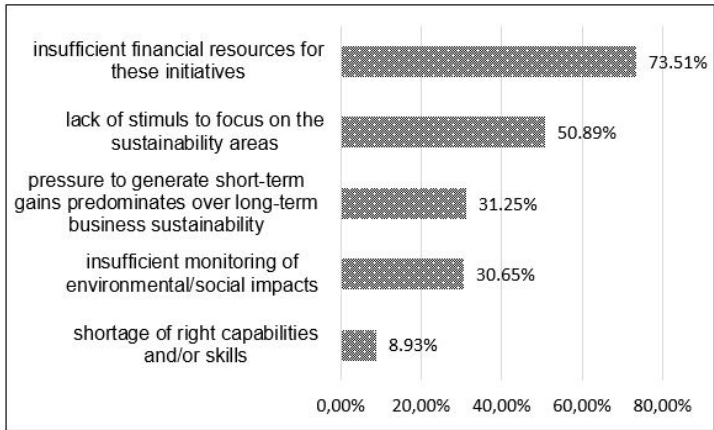 insufficient financial resources for
these initiatives
73.51%
lack of stimuls to focus on the
sustainability areas
50.89%
pressure to generate short-term
gains predominates over long-term
business sustainability
31.25%
insufficient monitoring of
environmental/social impacts
30.65%
shortage of right capabilities
and/or skills
8.93%
0,00% 20,00% 40,00% 60,00% 80,00%